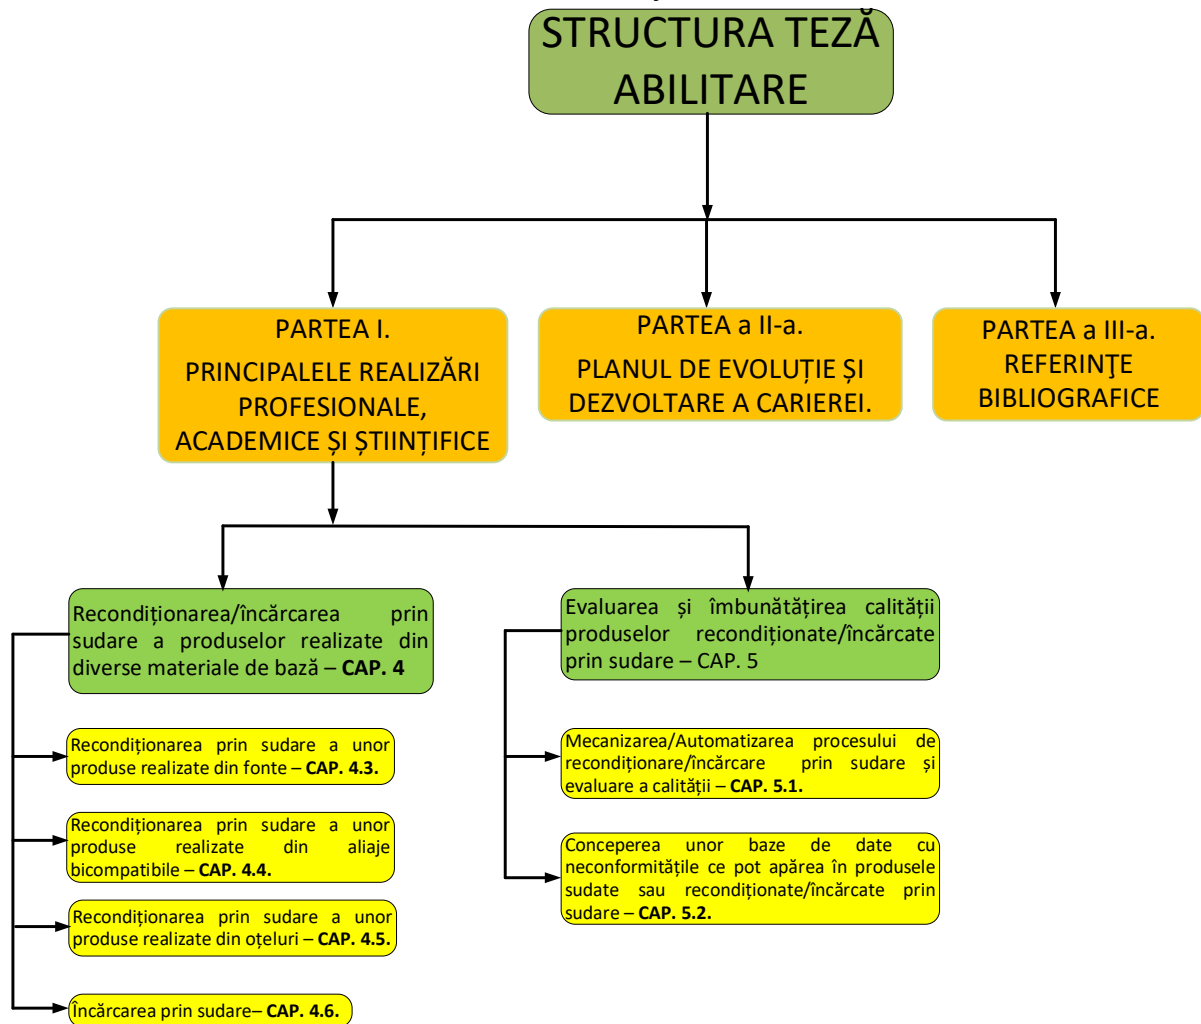 STRUCTURA TEZĂ
ABILITARE
PARTEA I.
PRINCIPALELE REALIZĂRI
PROFESIONALE,
ACADEMICE ȘI ȘTIINȚIFICE
PARTEA a II-a.
PLANUL DE EVOLUȚIE ȘI
DEZVOLTARE A CARIEREI.
PARTEA a III-a.
REFERINŢE
BIBLIOGRAFICE
Recondiționarea/încărcarea prin
sudare a produselor realizate din
diverse materiale de bază – CAP. 4
Recondiționarea prin sudare a unor
produse realizate din fonte – CAP. 4.3.
Recondiționarea prin sudare a unor
produse realizate din aliaje
bicompatibile – CAP. 4.4.
Recondiționarea prin sudare a unor
produse realizate din oțeluri – CAP. 4.5.
Încărcarea prin sudare– CAP. 4.6.
Evaluarea și îmbunătățirea calității
produselor recondiționate/încărcate
prin sudare – CAP. 5
Mecanizarea/Automatizarea procesului de
recondiționare/încărcare prin sudare și
evaluare a calității – CAP. 5.1.
Conceperea unor baze de date cu
neconformitățile ce pot apărea în produsele
sudate sau recondiționate/încărcate prin
sudare – CAP. 5.2.